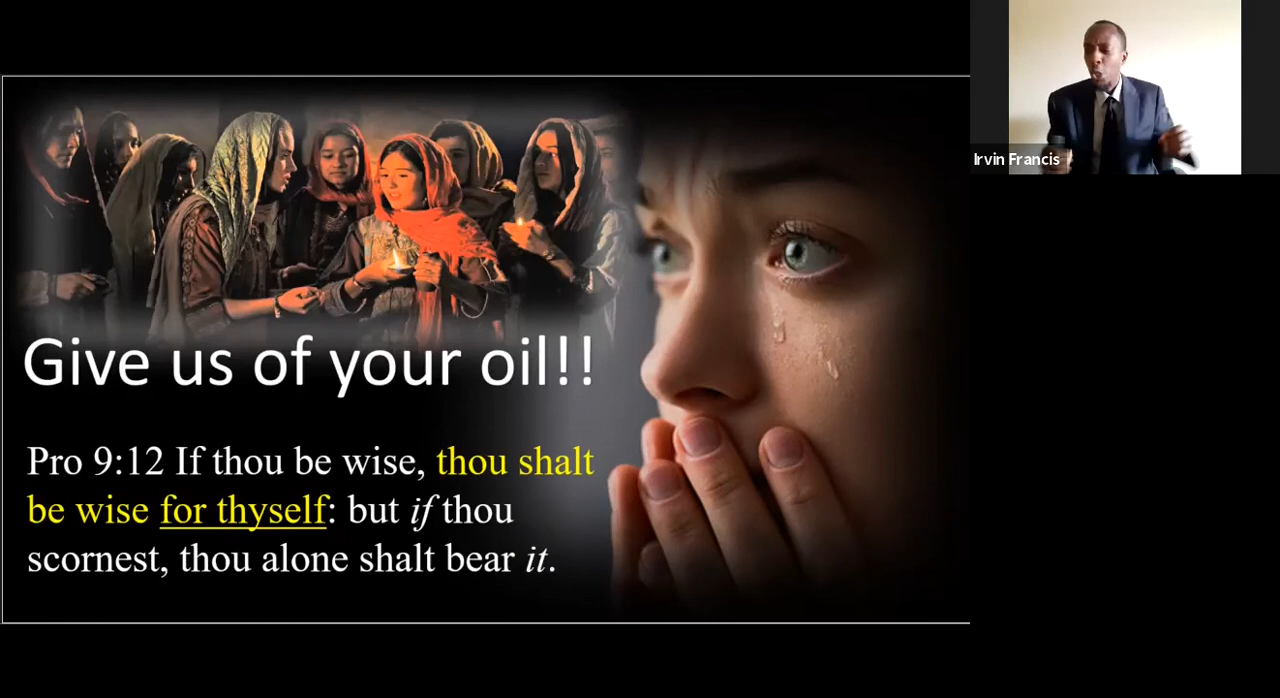 Irvin Francis
Give us of your oil!!
Pro 9:12 If thou be wise, thou shalt
be wise for thyself: but if thou
scornest, thou alone shalt bear it.